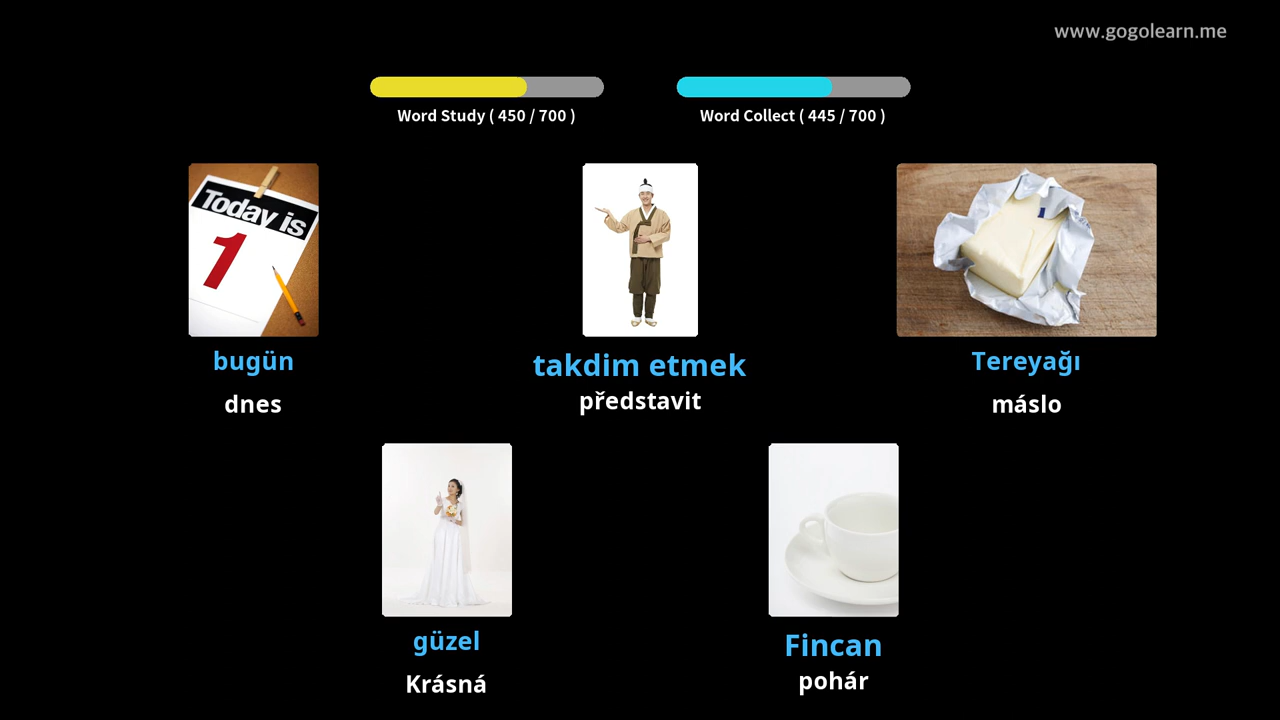 www.gogolearn.me
Word Study ( 450 / 700 )
Word Collect ( 445 / 700 )
Today is
1
bugün
takdim etmek
Tereyağı
dnes
představit
máslo
güzel
Fincan
Krásná
pohár